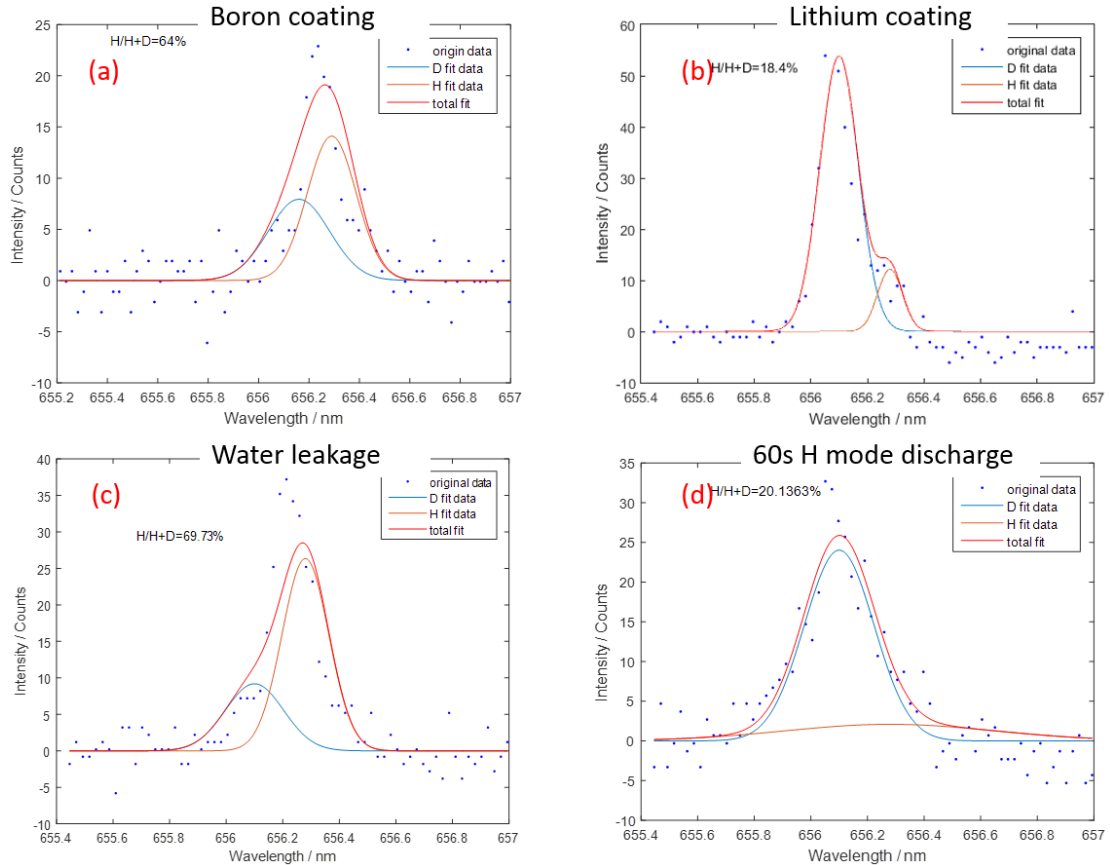 Boron coating
(a)
H/H+D=64%
origin data
D fit data
H fit data
total fit
Intensity / Counts
25
20
15
10
5
0
-5
-10
655.2 655.4 655.6 655.8 656 656.2 656.4 656.6 656.8 657
Wavelength / nm
Lithium coating
(b)
H/H+D=18.4%
original data
D fit data
H fit data
total fit
Intensity / Counts
60
50
40
30
20
10
0
-10
655.4 655.6 655.8 656 656.2 656.4 656.6 656.8 657
Wavelength / nm
Water leakage
(c)
H/H+D=69.73%
original data
D fit data
H fit data
total fit
Intensity / Counts
40
35
30
25
20
15
10
5
0
-5
-10
655.4 655.6 655.8 656 656.2 656.4 656.6 656.8 657
Wavelength / nm
60s H mode discharge
(d)
H/H+D=20.1363%
original data
D fit data
H fit data
total fit
Intensity / Counts
35
30
25
20
15
10
5
0
-5
-10
655.4 655.6 655.8 656 656.2 656.4 656.6 656.8 657
Wavelength / nm